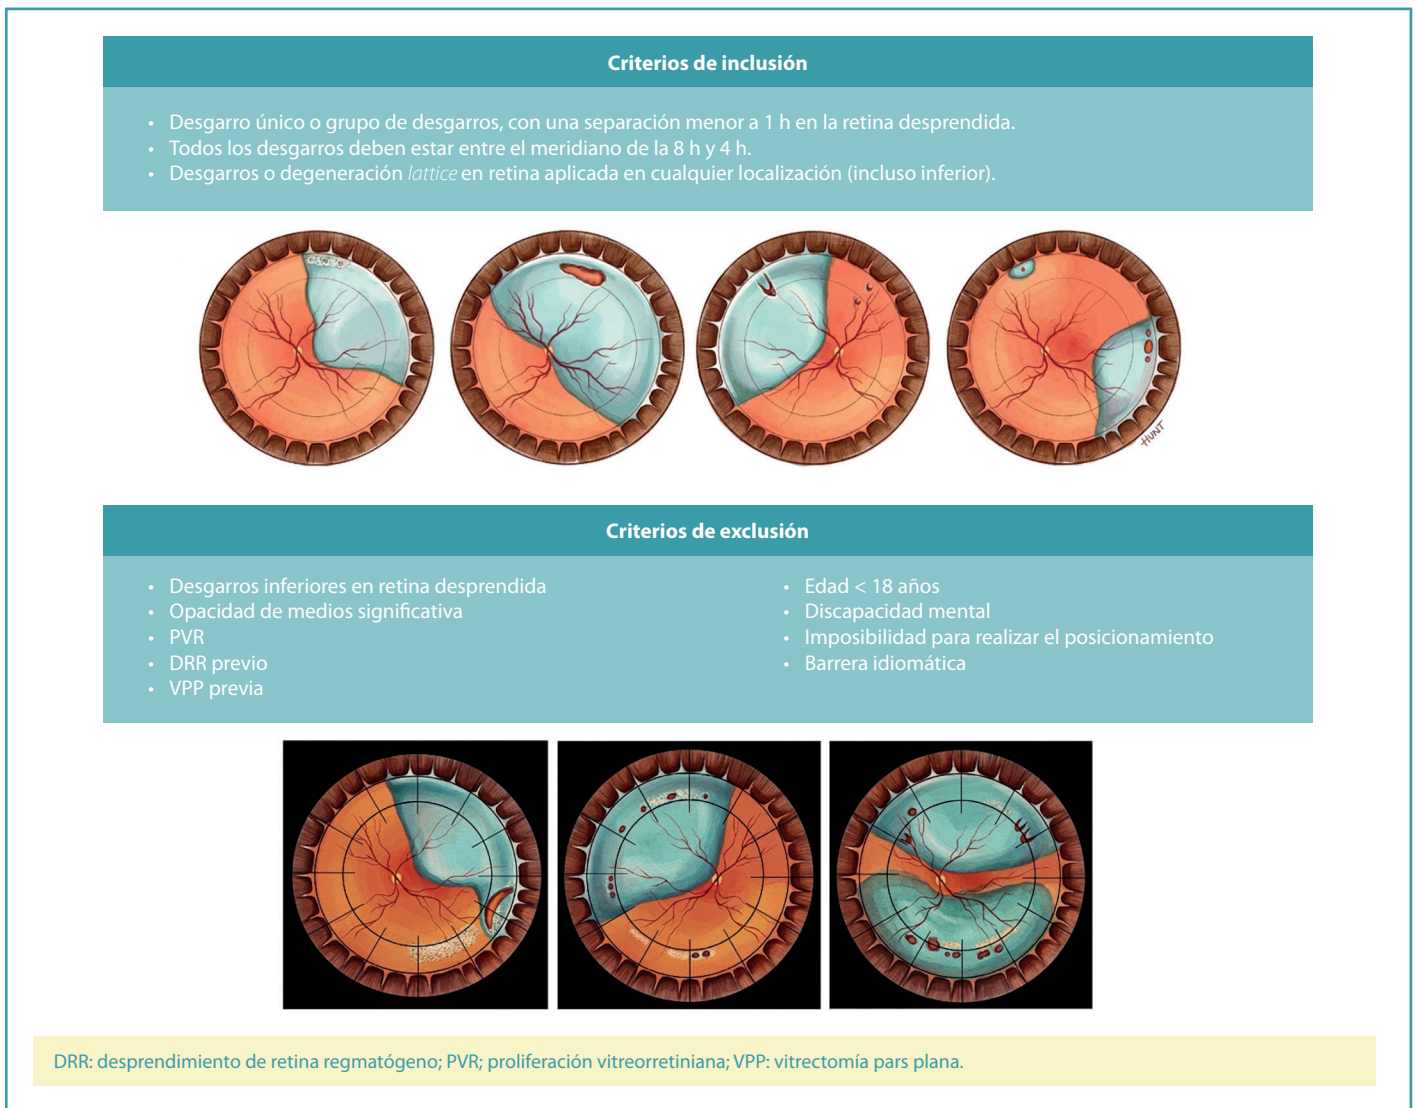 Criterios de inclusión
• Desgarro único o grupo de desgarros, con una separación menor a 1 h en la retina desprendida.
• Todos los desgarros deben estar entre el meridiano de la 8 h y 4 h.
• Desgarros o degeneración lattice en retina aplicada en cualquier localización (incluso inferior).
HUNT
Criterios de exclusión
• Desgarros inferiores en retina desprendida
• Opacidad de medios significativa
• PVR
• DRR previo
• VPP previa
• Edad < 18 años
• Discapacidad mental
• Imposibilidad para realizar el posicionamiento
• Barrera idiomática
DRR: desprendimiento de retina regmatógeno; PVR; proliferación vitreorretiniana; VPP: vitrectomía pars plana.